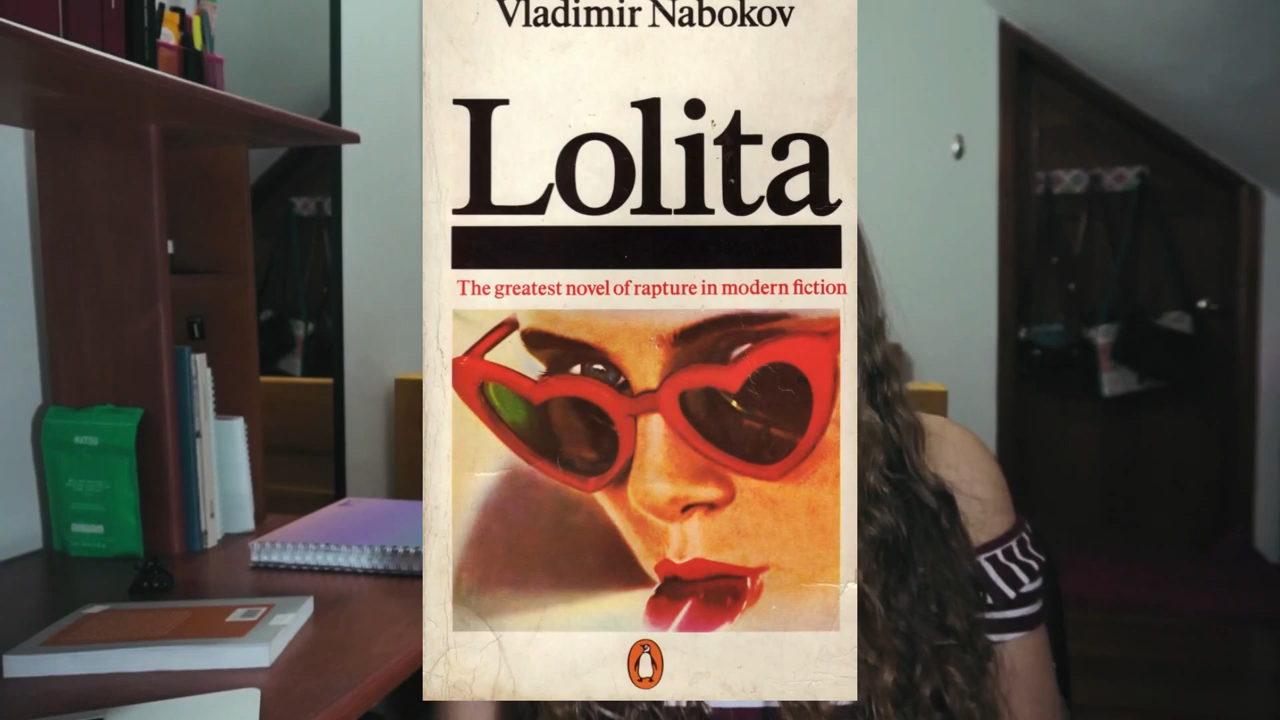 Vladimir Nabokov
Lolita
The greatest novel of rapture in modern fiction